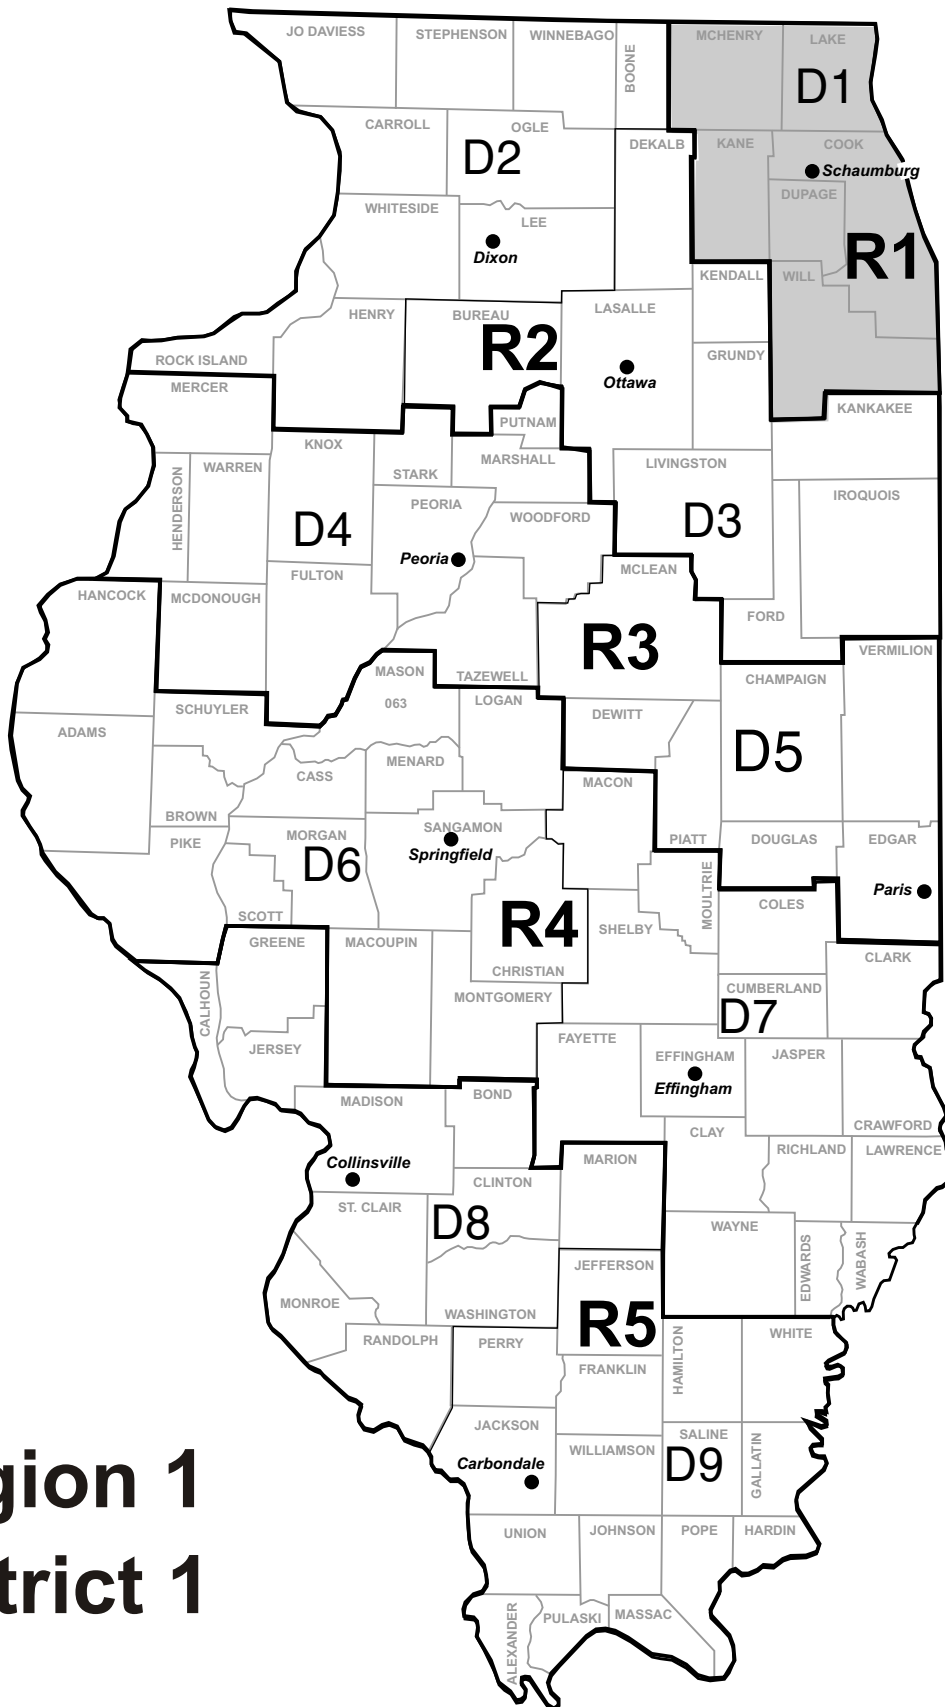 JO DAVIESS
STEPHENSON
WINNEBAGO
BOONE
MCHENRY
LAKE
D1
CARROLL
OGLE
D2
DEKALB
KANE
COOK
Schaumburg
DUPAGE
WHITESIDE
LEE
Dixon
R1
KENDALL
WILL
HENRY
BUREAU
R2
LASALLE
ROCK ISLAND
GRUNDY
Ottawa
MERCER
KANKAKEE
PUTNAM
KNOX
STARK
MARSHALL
LIVINGSTON
HENDERSON
WARREN
PEORIA
IROQUOIS
D4
WOODFORD
D3
Peoria
FULTON
MCLEAN
HANCOCK
MCDONOUGH
FORD
R3
VERMILION
MASON
TAZEWELL
CHAMPAIGN
063
LOGAN
SCHUYLER
DEWITT
ADAMS
D5
CASS
MENARD
MACON
BROWN
SANGAMON
PIKE
MORGAN
Springfield
PIATT
DOUGLAS
EDGAR
D6
MOULTRIE
Paris
COLES
SCOTT
R4
SHELBY
GREENE
MACOUPIN
CLARK
CHRISTIAN
CALHOUN
MONTGOMERY
CUMBERLAND
D7
JERSEY
FAYETTE
EFFINGHAM
JASPER
Effingham
MADISON
BOND
CLAY
CRAWFORD
RICHLAND
LAWRENCE
Collinsville
MARION
CLINTON
ST. CLAIR
D8
WAYNE
EDWARDS
WABASH
JEFFERSON
MONROE
WASHINGTON
R5
RANDOLPH
PERRY
HAMILTON
WHITE
FRANKLIN
JACKSON
SALINE
WILLIAMSON
GALLATIN
Carbondale
D9
gion 1
UNION
JOHNSON
POPE
HARDIN
trict 1
ALEXANDER
PULASKI
MASSAC